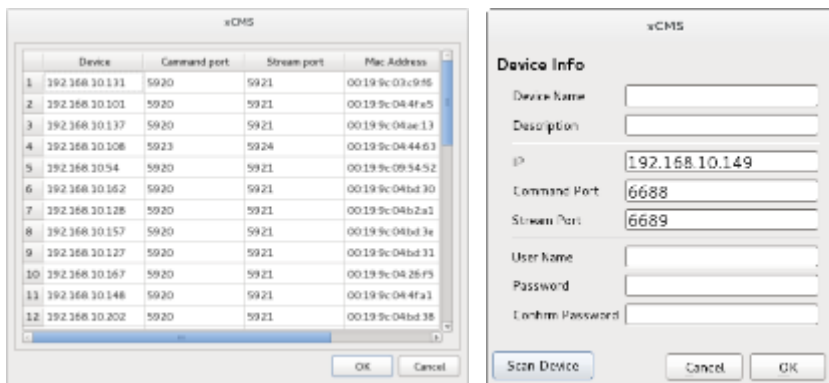 xCMS
Device Command port Stream port Mac Address
1 192.168.10.131 5920 5921 00:19:9c:03:c9:f6
2 192.168.10.101 5920 5921 00:19:9c:04:4f:e5
3 192.168.10.137 5920 5921 00:19:9c:04:ae:13
4 192.168.10.108 5923 5924 00:19:9c:04:44:63
5 192.168.10.54 5920 5921 00:19:9c:09:54:52
6 192.168.10.162 5920 5921 00:19:9c:04:bd:30
7 192.168.10.128 5920 5921 00:19:9c:04:b2:a1
8 192.168.10.157 5920 5921 00:19:9c:04:bd:3e
9 192.168.10.127 5920 5921 00:19:9c:04:bd:31
10 192.168.10.167 5920 5921 00:19:9c:04:26:f5
11 192.168.10.148 5920 5921 00:19:9c:04:4f:a1
12 192.168.10.202 5920 5921 00:19:9c:04:bd:38
OK Cancel
xCMS
Device Info
Device Name
Description
IP 192.168.10.149
Command Port 6688
Stream Port 6689
User Name
Password
Confirm Password
Scan Device Cancel OK